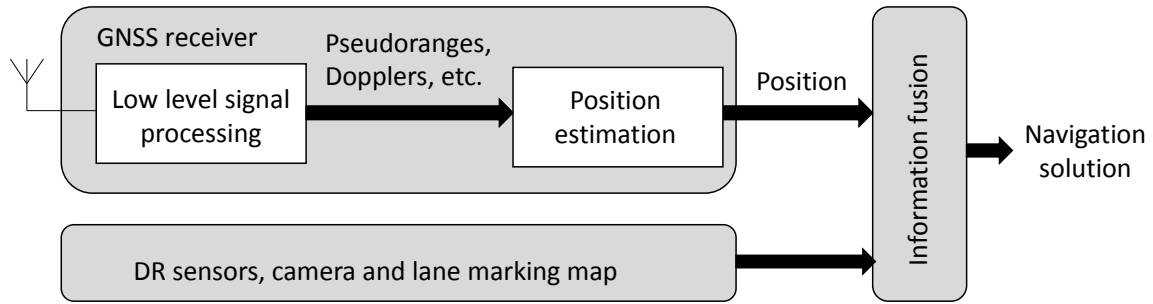 GNSS receiver
Low level signal
processing
Pseudoranges,
Dopplers, etc.
Position
estimation
Position
Information fusion
Navigation
solution
DR sensors, camera and lane marking map